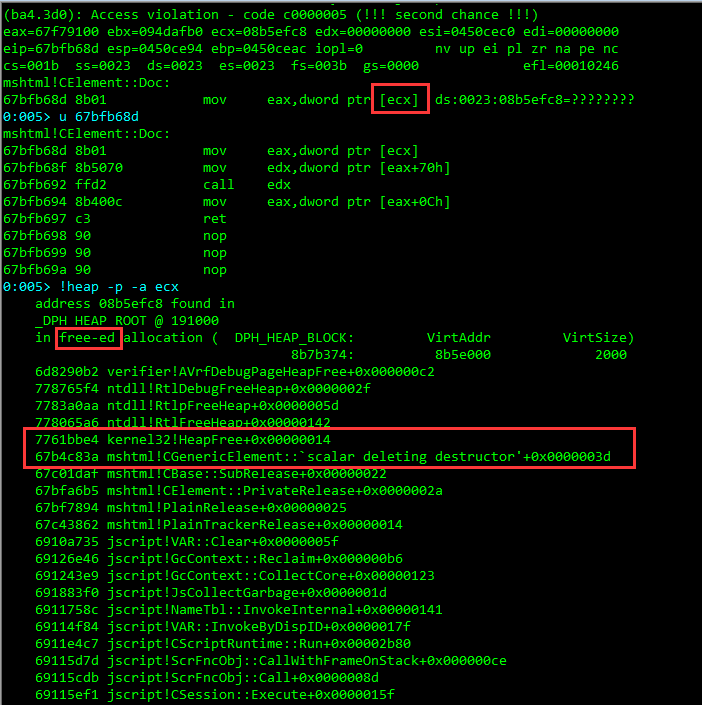 (ba4.3d0): Access violation - code c0000005 (!!! second chance !!!)
eax=67f79100 ebx=094dafb0 ecx=08b5efc8 edx=00000000 esi=0450cec0 edi=00000000
eip=67bfb68d esp=0450ce94 ebp=0450ceac iopl=0 nv up ei pl zr na pe nc
cs=001b ss=0023 ds=0023 es=0023 fs=003b gs=0000 efl=00010246
mshtml!CElement::Doc:
67bfb68d 8b01 mov eax,dword ptr [ecx] ds:0023:08b5efc8=????????
0:005> u 67bfb68d
mshtml!CElement::Doc:
67bfb68d 8b01 mov eax,dword ptr [ecx]
67bfb68f 8b5070 mov edx,dword ptr [eax+70h]
67bfb692 ffd2 call edx
67bfb694 8b400c mov eax,dword ptr [eax+0Ch]
67bfb697 c3 ret
67bfb698 90 nop
67bfb699 90 nop
67bfb69a 90 nop
0:005> !heap -p -a ecx
address 08b5efc8 found in
_DPH_HEAP_ROOT @ 191000
in free-ed allocation ( DPH_HEAP_BLOCK: VirtAddr VirtSize)
8b7b374: 8b5e000 2000
6d8290b2 verifier!AVrfDebugPageHeapFree+0x000000c2
778765f4 ntdll!RtlDebugFreeHeap+0x0000002f
7783a0aa ntdll!RtlpFreeHeap+0x0000005d
778065a6 ntdll!RtlFreeHeap+0x00000142
7761bbe4 kernel32!HeapFree+0x00000014
67b4c83a mshtml!CGenericElement::`scalar deleting destructor'+0x0000003d
67c01daf mshtml!CBase::SubRelease+0x00000022
67bfa6b5 mshtml!CElement::PrivateRelease+0x0000002a
67bf7894 mshtml!PlainRelease+0x00000025
67c43862 mshtml!PlainTrackerRelease+0x00000014
6910a735 jscript!VAR::Clear+0x0000005f
69126e46 jscript!GcContext::Reclaim+0x000000b6
691243e9 jscript!GcContext::CollectCore+0x00000123
691883f0 jscript!JsCollectGarbage+0x0000001d
6911758c jscript!NameTbl::InvokeInternal+0x00000141
69114f84 jscript!VAR::InvokeByDispID+0x0000017f
6911e4c7 jscript!CScriptRuntime::Run+0x00002b80
69115d7d jscript!ScrFncObj::CallWithFrameOnStack+0x000000ce
69115cdb jscript!ScrFncObj::Call+0x0000008d
69115ef1 jscript!CSession::Execute+0x0000015f